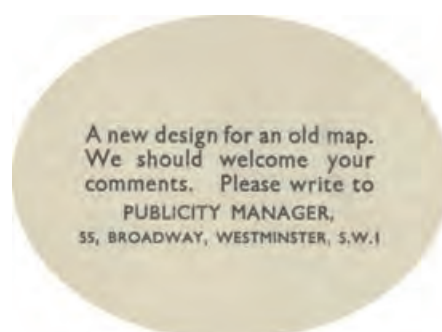 A new design for an old map.
We should welcome your
comments. Please write to
PUBLICITY MANAGER,
55, BROADWAY, WESTMINSTER, S.W.1